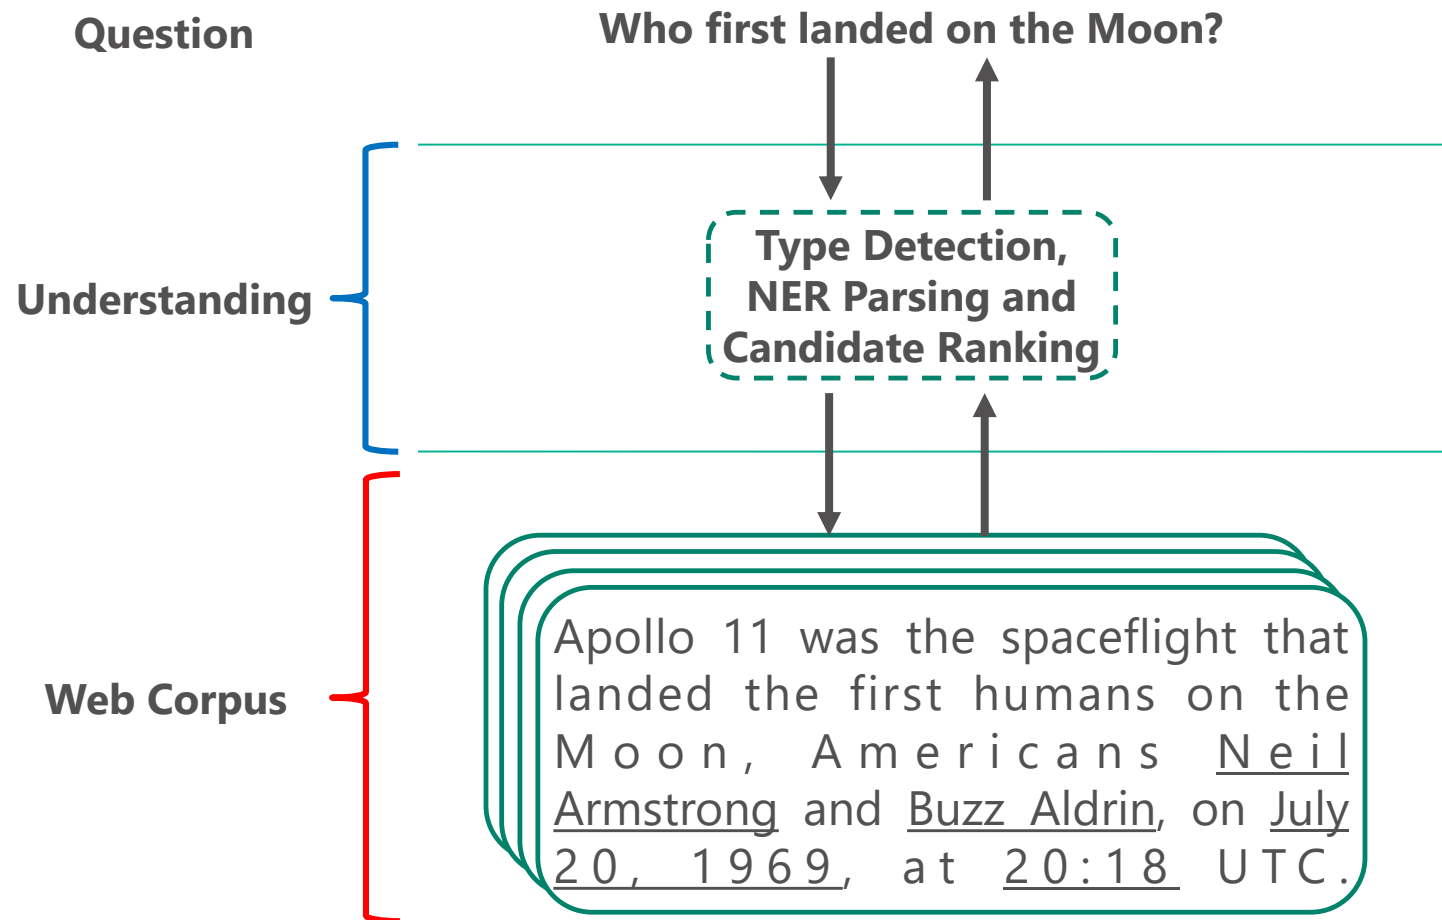 Question
Who first landed on the Moon?
Understanding
Type Detection,
NER Parsing and
Candidate Ranking
Web Corpus
Apollo 11 was the spaceflight that
landed the first humans on the
Moon, Americans Neil
Armstrong and Buzz Aldrin, on July
20, 1969, at 20:18 UTC.